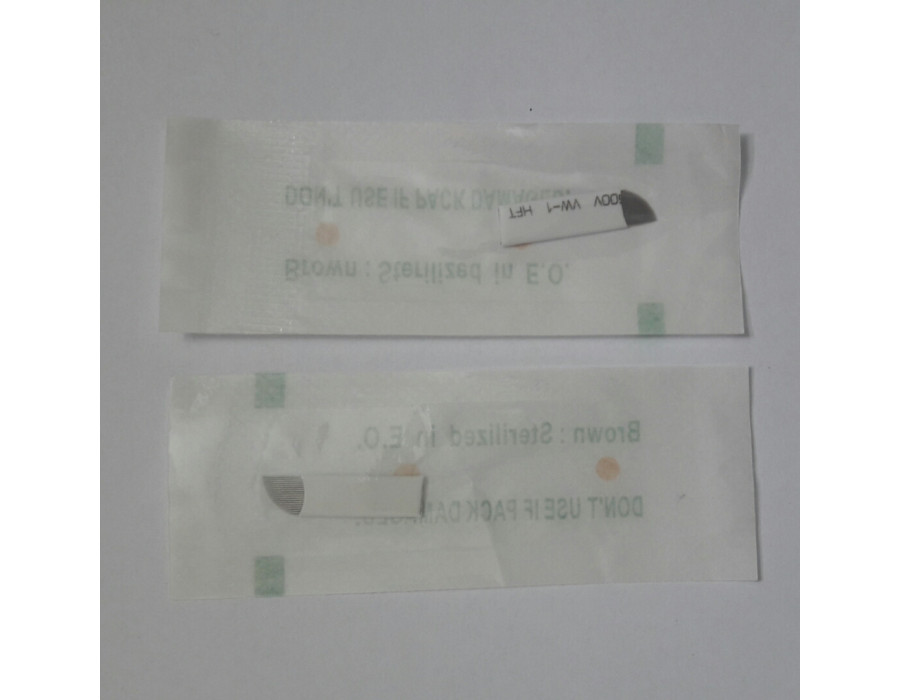 DON'T USE IF PACK DAMAGED.
600V VW-1 HFT
Brown : Sterilized in E.O.
Brown : Sterilized in E.O.
DON'T USE IF PACK DAMAGED.